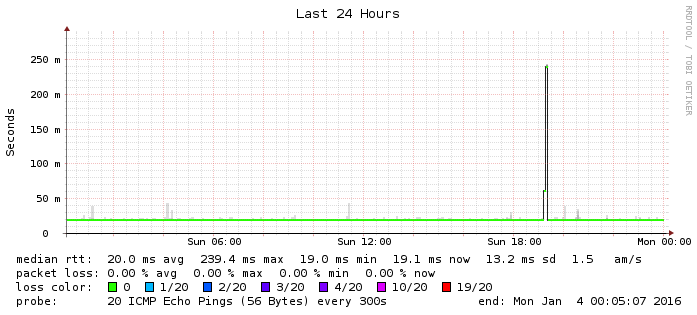 Last 24 Hours
RRDTOOL / TOBI OETIKER
Seconds
250 m
200 m
150 m
100 m
50 m
0
Sun 06:00 Sun 12:00 Sun 18:00 Mon 00:00
median rtt: 20.0 ms avg 239.4 ms max 19.0 ms min 19.1 ms now 13.2 ms sd 1.5 am/s
packet loss: 0.00 % avg 0.00 % max 0.00 % min 0.00 % now
loss color: 0 1/20 2/20 3/20 4/20 10/20 19/20
probe: 20 ICMP Echo Pings (56 Bytes) every 300s end: Mon Jan 4 00:05:07 2016